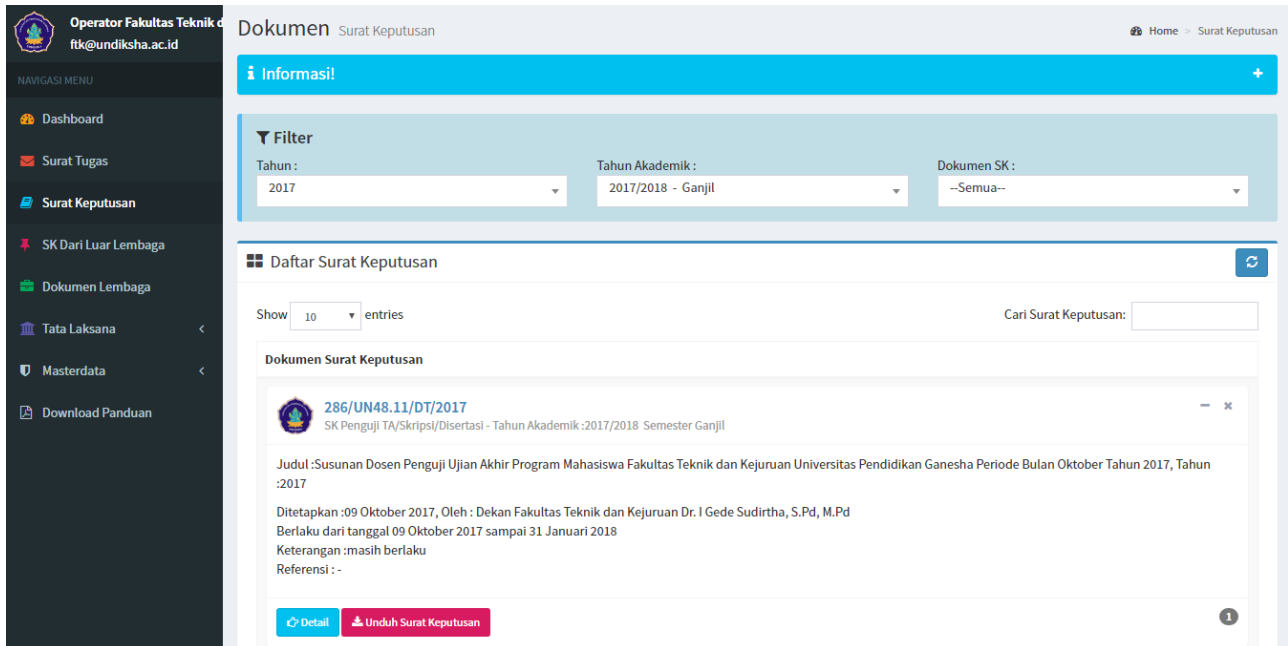 Operator Fakultas Teknik d
ftk@undiksha.ac.id
NAVIGASI MENU
Dashboard
Surat Tugas
Surat Keputusan
SK Dari Luar Lembaga
Dokumen Lembaga
Tata Laksana
Masterdata
Download Panduan
Dokumen Surat Keputusan
Home > Surat Keputusan
Informasi!
Filter
Tahun :
2017
Tahun Akademik :
2017/2018 - Ganjil
Dokumen SK :
--Semua--
Daftar Surat Keputusan
Show 10 entries
Cari Surat Keputusan:
Dokumen Surat Keputusan
286/UN48.11/DT/2017
SK Penguji TA/Skripsi/Disertasi - Tahun Akademik :2017/2018 Semester Ganjil
Judul :Susunan Dosen Penguji Ujian Akhir Program Mahasiswa Fakultas Teknik dan Kejuruan Universitas Pendidikan Ganesha Periode Bulan Oktober Tahun 2017, Tahun
:2017
Ditetapkan :09 Oktober 2017, Oleh : Dekan Fakultas Teknik dan Kejuruan Dr. I Gede Sudirtha, S.Pd, M.Pd
Berlaku dari tanggal 09 Oktober 2017 sampai 31 Januari 2018
Keterangan :masih berlaku
Referensi : -
Detail
Unduh Surat Keputusan
1